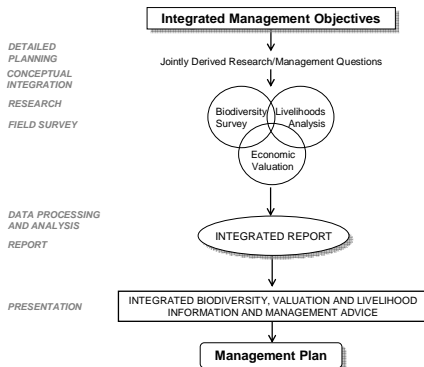 Integrated Management Objectives
DETAILED
PLANNING
Jointly Derived Research/Management Questions
CONCEPTUAL
INTEGRATION
RESEARCH
FIELD SURVEY
Biodiversity
Survey
Livelihoods
Analysis
Economic
Valuation
DATA PROCESSING
AND ANALYSIS
REPORT
INTEGRATED REPORT
PRESENTATION
INTEGRATED BIODIVERSITY, VALUATION AND LIVELIHOOD
INFORMATION AND MANAGEMENT ADVICE
Management Plan